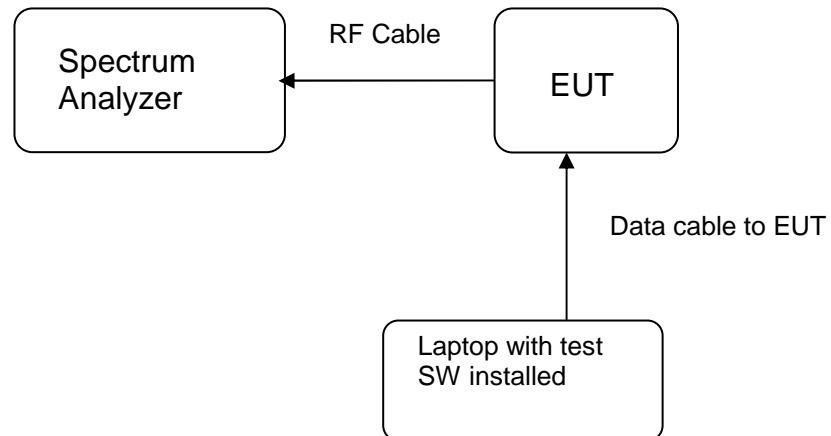 RF Cable
Spectrum
Analyzer
EUT
Data cable to EUT
Laptop with test
SW installed